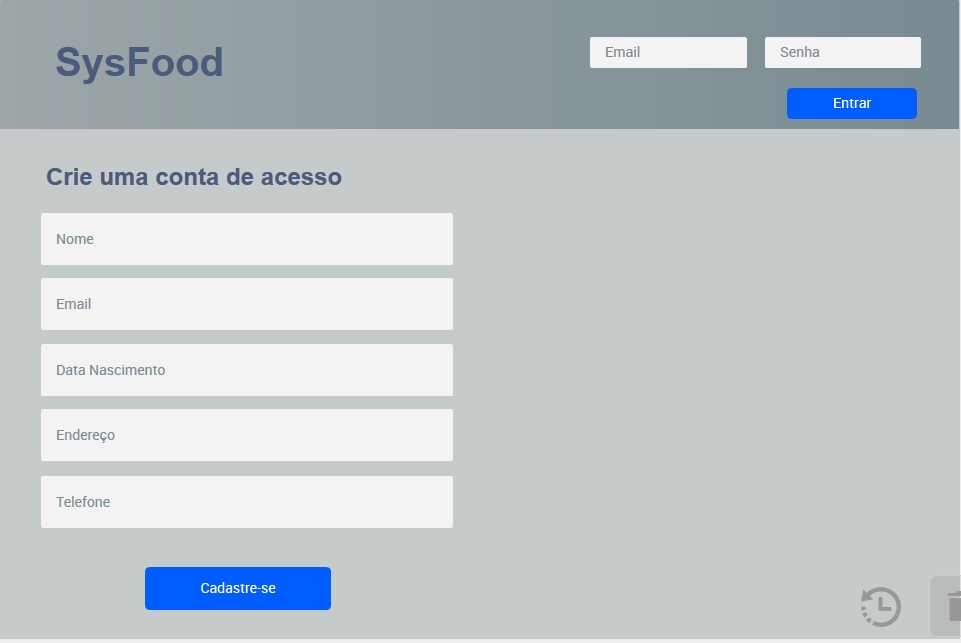 SysFood
Email
Senha
Entrar
Crie uma conta de acesso
Nome
Email
Data Nascimento
Endereço
Telefone
Cadastre-se